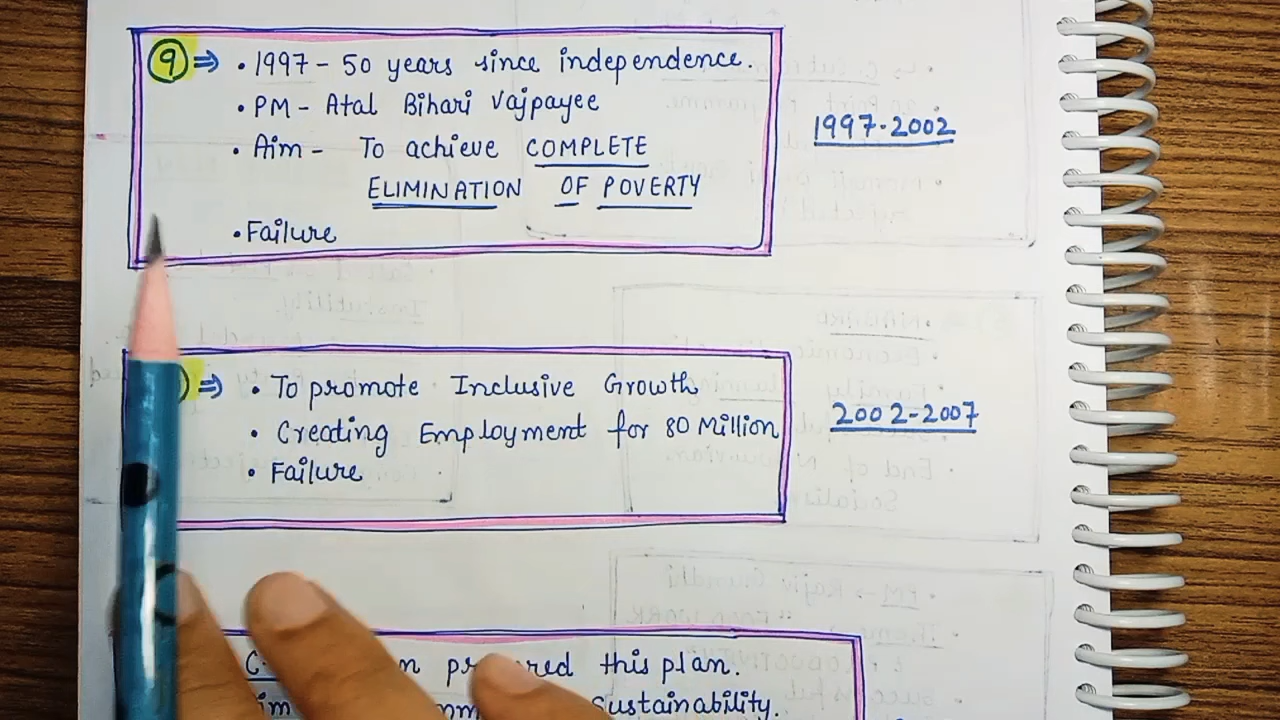 9 ⇒ • 1997 - 50 years since independence.
• PM - Atal Bihari Vajpayee
• Aim - To achieve COMPLETE
ELIMINATION OF POVERTY
• Failure
1997-2002
⇒ • To promote Inclusive Growth
• Creating Employment for 80 Million
• Failure
2002-2007
this plan.
Sustainability.